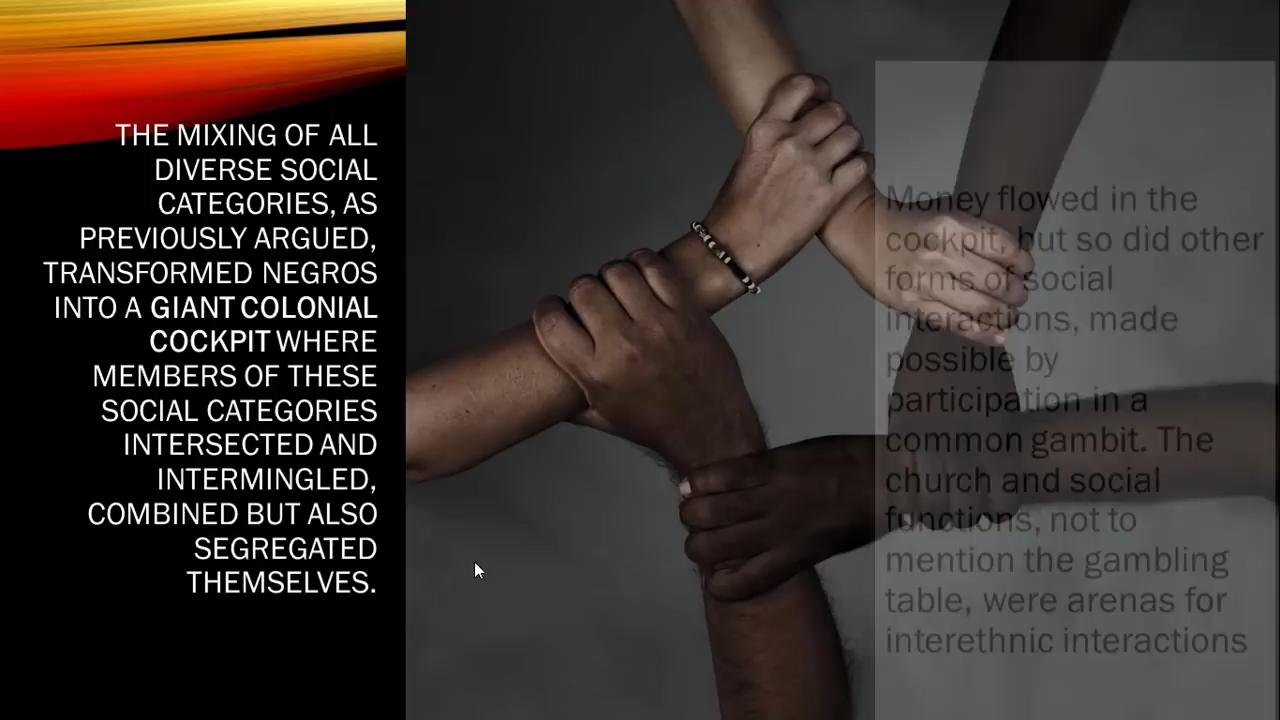 THE MIXING OF ALL
DIVERSE SOCIAL
CATEGORIES, AS
PREVIOUSLY ARGUED,
TRANSFORMED NEGROS
INTO A GIANT COLONIAL
COCKPIT WHERE
MEMBERS OF THESE
SOCIAL CATEGORIES
INTERSECTED AND
INTERMINGLED,
COMBINED BUT ALSO
SEGREGATED
THEMSELVES.
Money flowed in the
cockpit, but so did other
forms of social
interactions, made
possible by
participation in a
common gambit. The
church and social
functions, not to
mention the gambling
table, were arenas for
interethnic interactions